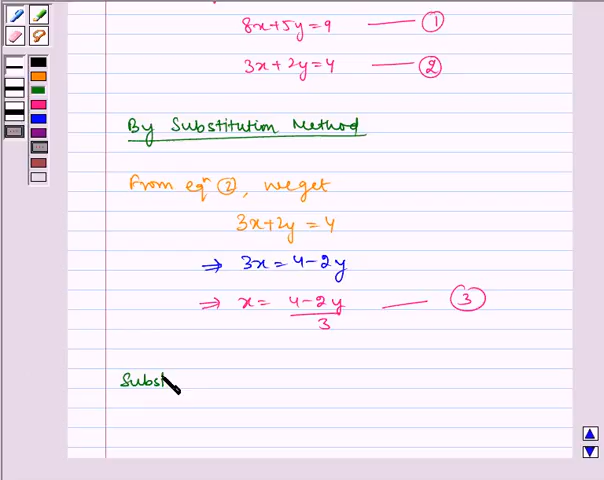 8x+5y=9 —— ①
3x+2y=4 —— ②
By Substitution Method
From eqⁿ ②, we get
3x+2y=4
⇒ 3x=4-2y
⇒ x= (4-2y)/3 —— ③
Subst